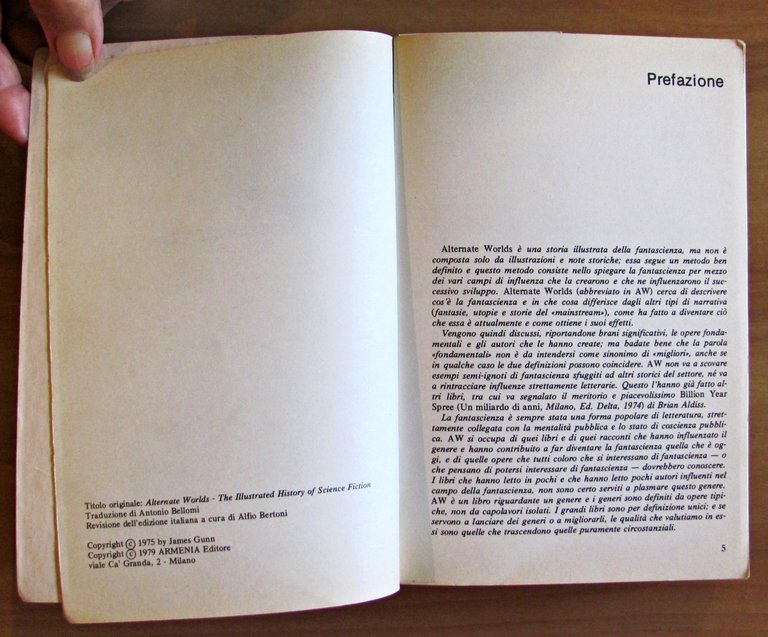 Titolo originale: Alternate Worlds - The Illustrated History of Science Fiction
Traduzione di Antonio Bellomi
Revisione dell'edizione italiana a cura di Alfio Bertoni
Copyright © 1975 by James Gunn
Copyright © 1979 ARMENIA Editore
viale Ca' Granda, 2 - Milano
Prefazione
Alternate Worlds è una storia illustrata della fantascienza, ma non è
composta solo da illustrazioni e note storiche; essa segue un metodo ben
definito e questo metodo consiste nello spiegare la fantascienza per mezzo
dei vari campi di influenza che la crearono e che ne influenzarono il suc-
cessivo sviluppo. Alternate Worlds (abbreviato in AW) cerca di descrivere
cos'è la fantascienza e in che cosa differisce dagli altri tipi di narrativa
(fantasie, utopie e storie del «mainstream»), come ha fatto a diventare ciò
che essa è attualmente e come ottiene i suoi effetti.
Vengono quindi discussi, riportandone brani significativi, le opere fonda-
mentali e gli autori che le hanno create; ma badate bene che la parola
«fondamentali» non è da intendersi come sinonimo di «migliori», anche se
in qualche caso le due definizioni possono coincidere. AW non va a scovare
esempi semi-ignoti di fantascienza sfuggiti ad altri storici del settore, né va
a rintracciare influenze strettamente letterarie. Questo l'hanno già fatto al-
tri libri, tra cui va segnalato il meritorio e piacevolissimo Billion Year
Spree (Un miliardo di anni, Milano, Ed. Delta, 1974) di Brian Aldiss.
La fantascienza è sempre stata una forma popolare di letteratura, stret-
tamente collegata con la mentalità pubblica e lo stato di coscienza pubbli-
ca. AW si occupa di quei libri e di quei racconti che hanno influenzato il
genere e hanno contribuito a far diventare la fantascienza quella che è og-
gi, e di quelle opere che tutti coloro che si interessano di fantascienza — o
che pensano di potersi interessare di fantascienza — dovrebbero conoscere.
I libri che hanno letto in pochi e che hanno letto pochi autori influenti nel
campo della fantascienza, non sono certo serviti a plasmare questo genere.
AW è un libro riguardante un genere e i generi sono definiti da opere tipi-
che, non da capolavori isolati. I grandi libri sono per definizione unici; e se
servono a lanciare dei generi o a migliorarli, le qualità che valutiamo in es-
si sono quelle che trascendono quelle puramente circostanziali.
5